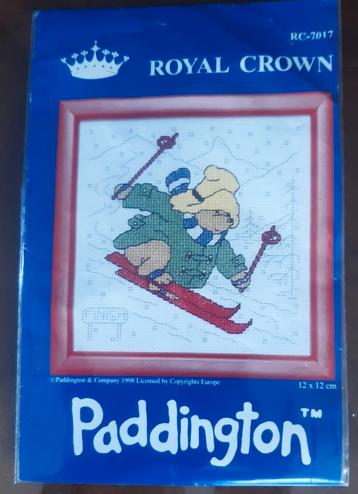 RC-7017
ROYAL CROWN
FINISH
©Paddington & Company 1998 Licensed by Copyrights Europe
12 x 12 cm
Paddington™